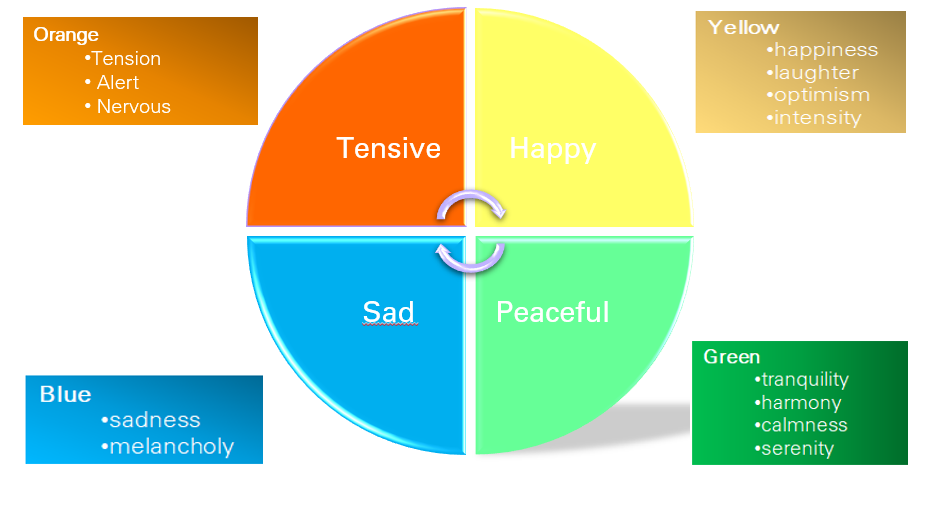 Orange
•Tension
• Alert
• Nervous
Yellow
•happiness
•laughter
•optimism
•intensity
Tensive
Happy
Sad
Peaceful
Blue
•sadness
•melancholy
Green
•tranquility
•harmony
•calmness
•serenity